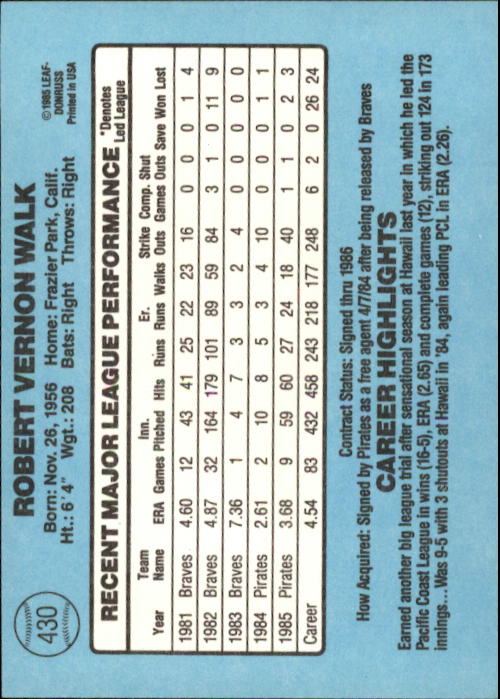 430
ROBERT VERNON WALK
Born: Nov. 26, 1956 Home: Frazier Park, Calif.
Ht.: 6' 4" Wgt.: 208 Bats: Right Throws: Right
©1985 LEAF-
DONRUSS
Printed in USA
RECENT MAJOR LEAGUE PERFORMANCE *Denotes Led League
Year Team Name ERA Games Inn. Pitched Hits Runs Er. Runs Walks Strike Outs Comp. Games Shut Outs Save Won Lost
1981 Braves 4.60 12 43 41 25 22 23 16 0 0 0 1 4
1982 Braves 4.87 32 164 179 101 89 59 84 3 1 0 11 9
1983 Braves 7.36 1 4 7 3 3 2 4 0 0 0 0 0
1984 Pirates 2.61 2 10 8 5 3 4 10 0 0 0 1 1
1985 Pirates 3.68 9 59 60 27 24 18 40 1 1 0 2 3
Career 4.54 83 432 458 243 218 177 248 6 2 0 26 24
Contract Status: Signed thru 1986
How Acquired: Signed by Pirates as a free agent 4/7/84 after being released by Braves
CAREER HIGHLIGHTS
Earned another big league trial after sensational season at Hawaii last year in which he led the
Pacific Coast League in wins (16-5), ERA (2.65) and complete games (12), striking out 124 in 173
innings...Was 9-5 with 3 shutouts at Hawaii in '84, again leading PCL in ERA (2.26).